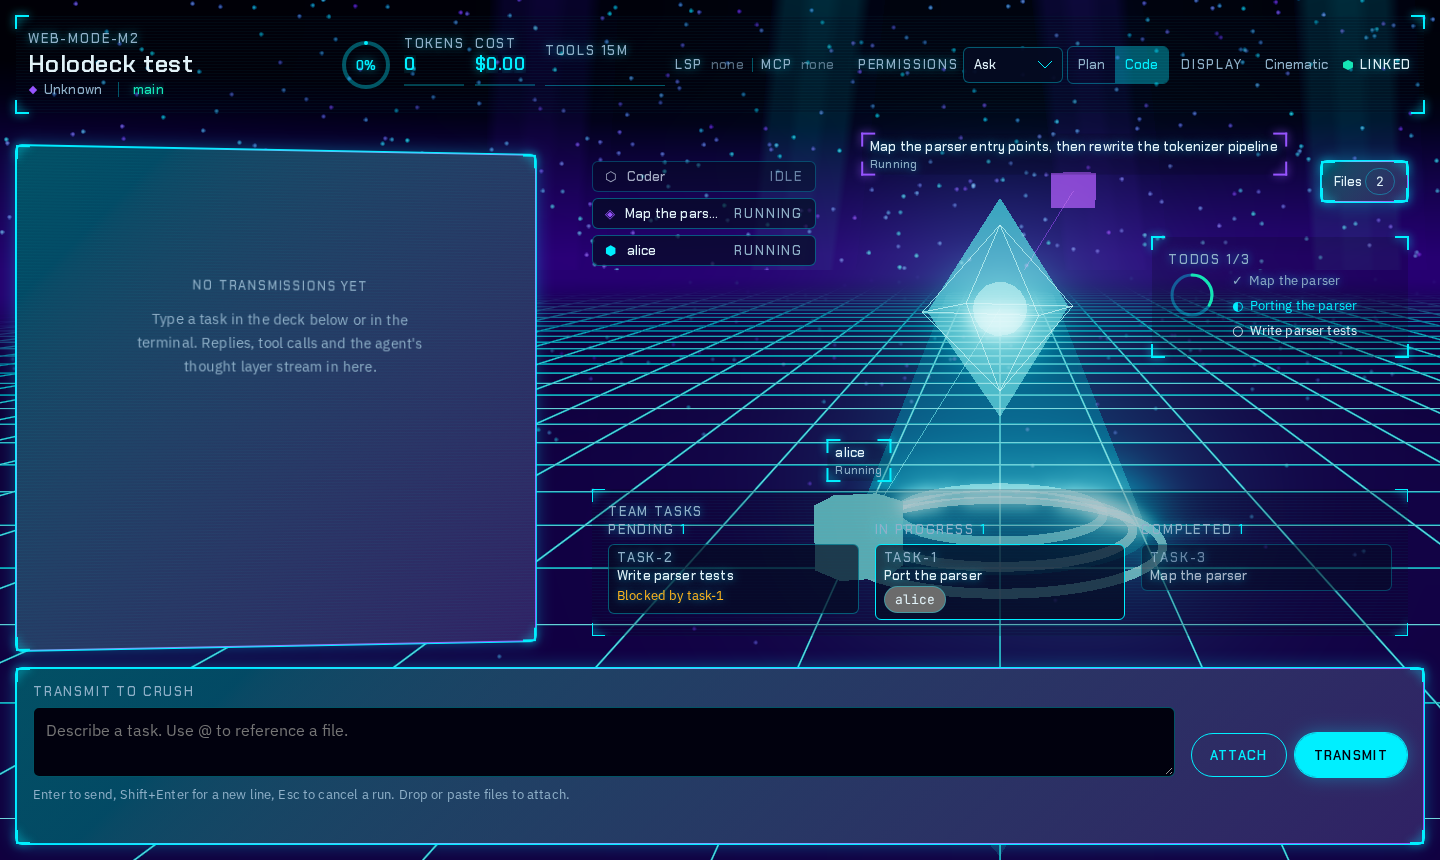 WEB-MODE-M2
Holodeck test
Unknown main
0%
TOKENS
0
COST
$0.00
TOOLS 15M
LSP none MCP none
PERMISSIONS Ask
Plan Code
DISPLAY Cinematic
LINKED
NO TRANSMISSIONS YET
Type a task in the deck below or in the
terminal. Replies, tool calls and the agent's
thought layer stream in here.
Coder IDLE
Map the pars... RUNNING
alice RUNNING
Map the parser entry points, then rewrite the tokenizer pipeline
Running
Files 2
TODOS 1/3
✓ Map the parser
Porting the parser
Write parser tests
alice
Running
TEAM TASKS
PENDING 1
TASK-2
Write parser tests
Blocked by task-1
IN PROGRESS 1
TASK-1
Port the parser
alice
COMPLETED 1
TASK-3
Map the parser
TRANSMIT TO CRUSH
Describe a task. Use @ to reference a file.
ATTACH
TRANSMIT
Enter to send, Shift+Enter for a new line, Esc to cancel a run. Drop or paste files to attach.